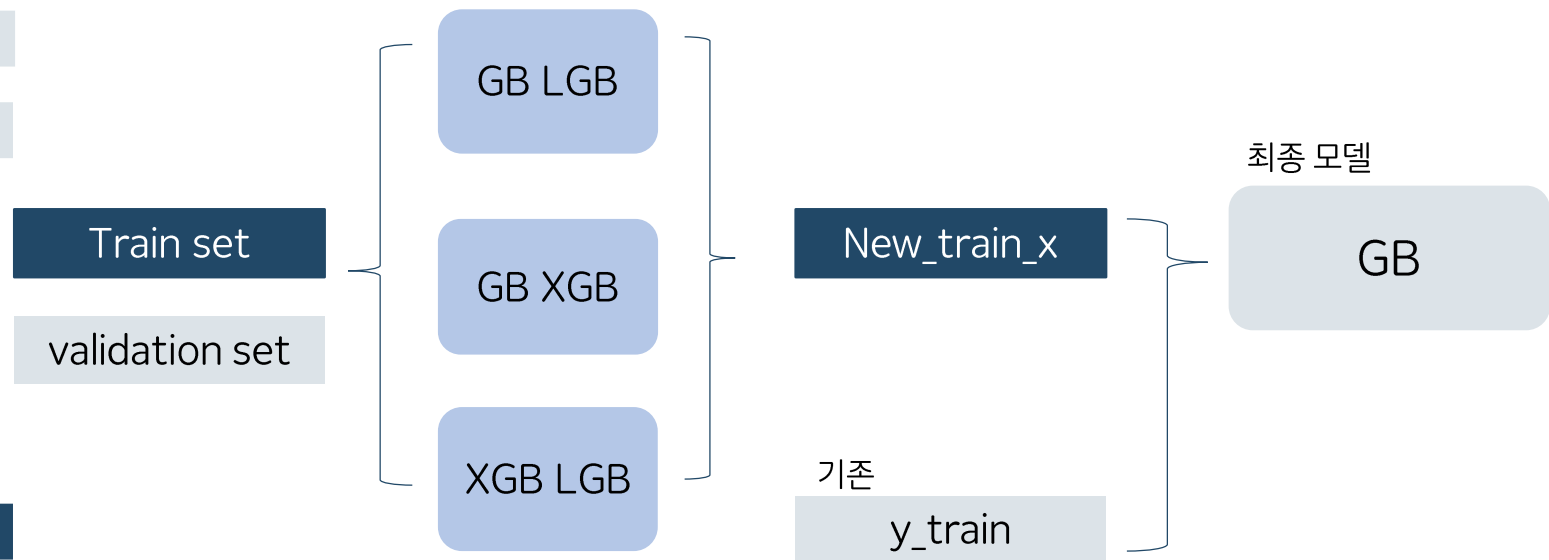 Train set
validation set
GB LGB
GB XGB
XGB LGB
New_train_x
기존
y_train
최종 모델
GB